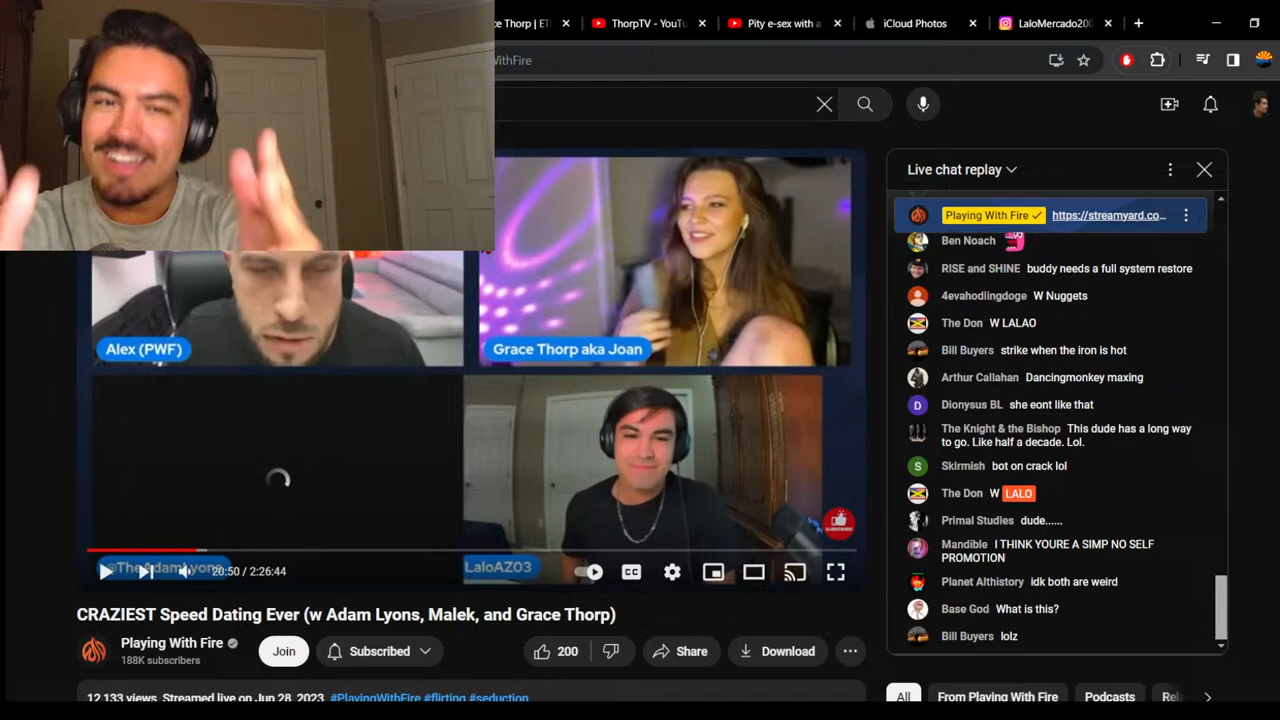 ce Thorp | ET
ThorpTV - YouTu
Pity e-sex with a
iCloud Photos
LaloMercado200
WithFire
Live chat replay
Playing With Fire https://streamyard.co...
Ben Noach
RISE and SHINE buddy needs a full system restore
4evahodlingdoge W Nuggets
The Don W LALAO
Bill Buyers strike when the iron is hot
Arthur Callahan Dancingmonkey maxing
Dionysus BL she eont like that
The Knight & the Bishop This dude has a long way
to go. Like half a decade. Lol.
Skirmish bot on crack lol
The Don W LALO
Primal Studies dude......
Mandible I THINK YOURE A SIMP NO SELF
PROMOTION
Planet Althistory idk both are weird
Base God What is this?
Bill Buyers lolz
Alex (PWF)
Grace Thorp aka Joan
@TheAdamLyons
LaloAZ03
SUBSCRIBE!
20:50 / 2:26:44
CC
CRAZIEST Speed Dating Ever (w Adam Lyons, Malek, and Grace Thorp)
Playing With Fire
188K subscribers
Join
Subscribed
200
Share
Download
12,133 views Streamed live on Jun 28, 2023 #PlayingWithFire #flirting #seduction
All
From Playing With Fire
Podcasts
Rel